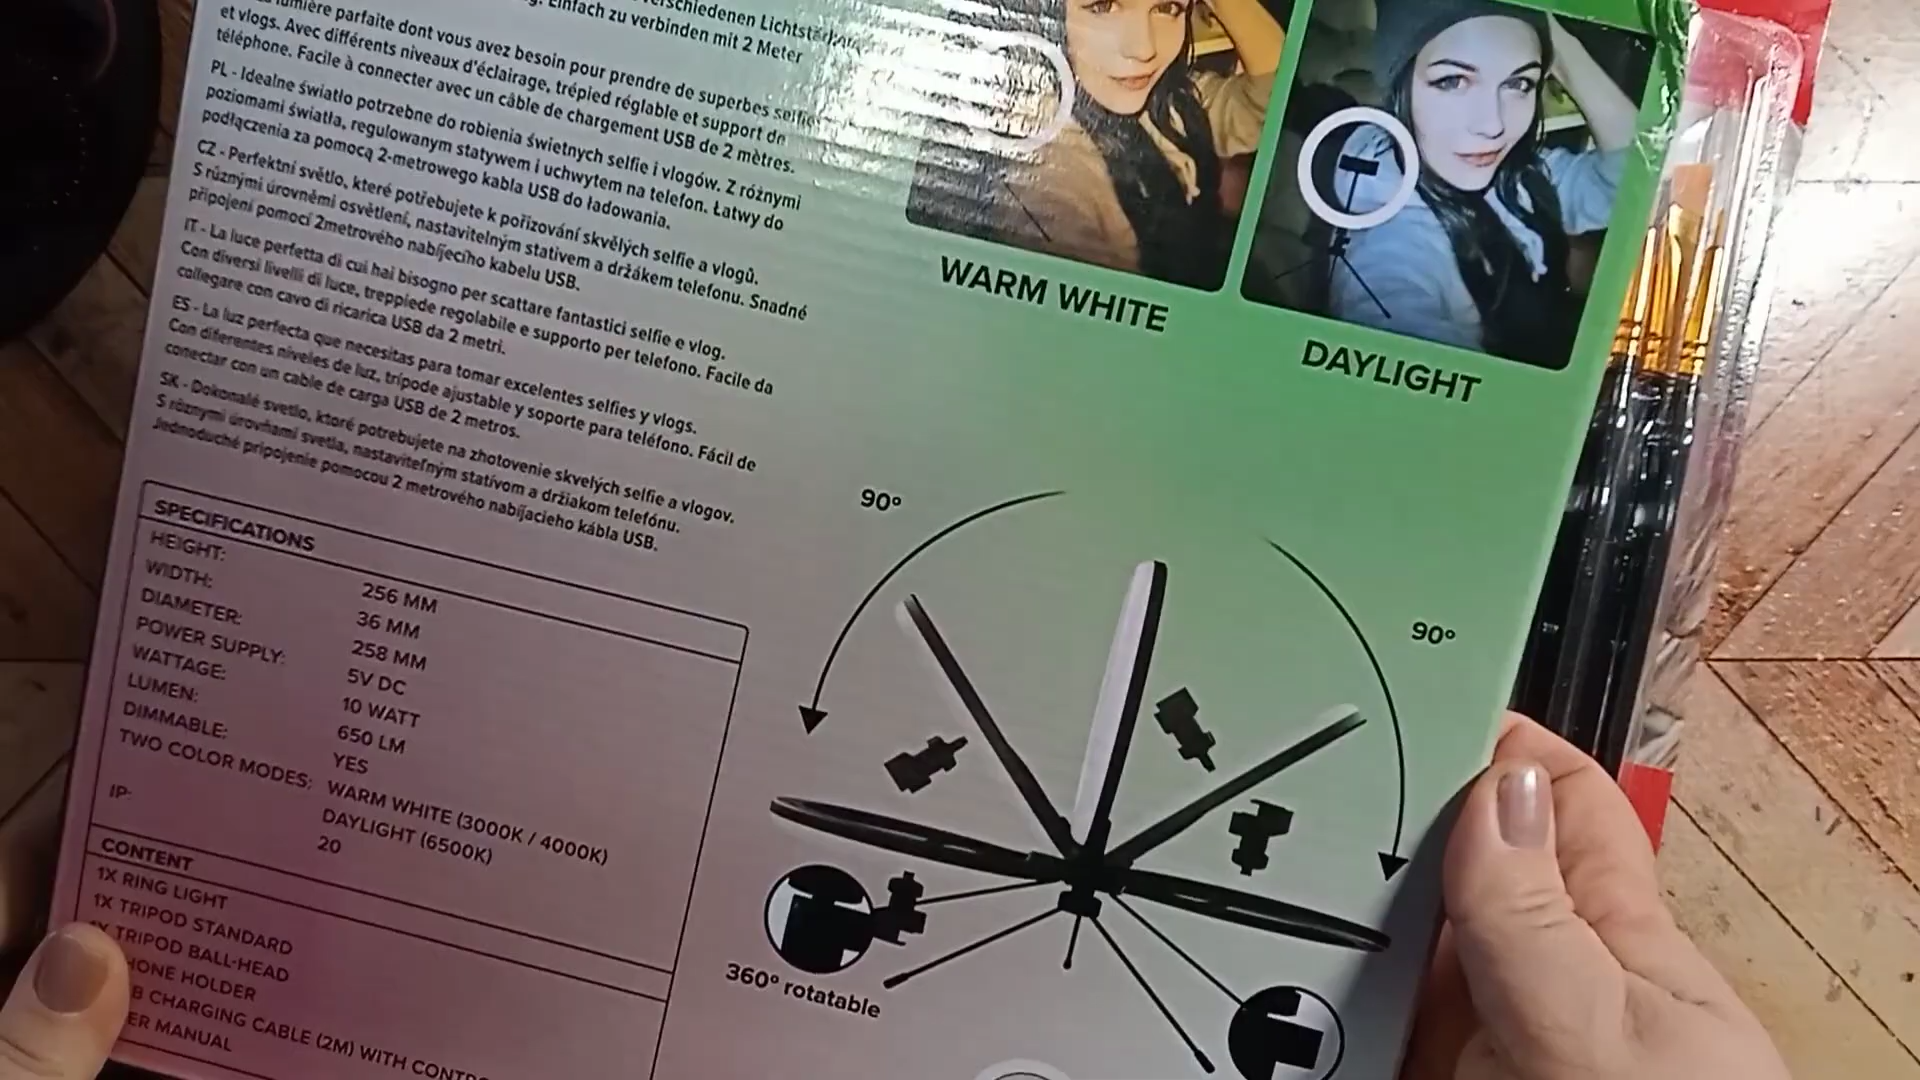 verschiedenen Lichtstärken
Einfach zu verbinden mit 2 Meter
lumière parfaite dont vous avez besoin pour prendre de superbes selfies
et vlogs. Avec différents niveaux d'éclairage, trépied réglable et support de
téléphone. Facile à connecter avec un câble de chargement USB de 2 mètres.
PL - Idealne światło potrzebne do robienia świetnych selfie i vlogów. Z różnymi
poziomami światła, regulowanym statywem i uchwytem na telefon. Łatwy do
podłączenia za pomocą 2-metrowego kabla USB do ładowania.
CZ - Perfektní světlo, které potřebujete k pořizování skvělých selfie a vlogů.
S různými úrovněmi osvětlení, nastavitelným stativem a držákem telefonu. Snadné
připojení pomocí 2metrového nabíjecího kabelu USB.
IT - La luce perfetta di cui hai bisogno per scattare fantastici selfie e vlog.
Con diversi livelli di luce, treppiede regolabile e supporto per telefono. Facile da
collegare con cavo di ricarica USB da 2 metri.
ES - La luz perfecta que necesitas para tomar excelentes selfies y vlogs.
Con diferentes niveles de luz, trípode ajustable y soporte para teléfono. Fácil de
conectar con un cable de carga USB de 2 metros.
SK - Dokonalé svetlo, ktoré potrebujete na zhotovenie skvelých selfie a vlogov.
S rôznymi úrovňami svetla, nastaviteľným statívom a držiakom telefónu.
Jednoduché pripojenie pomocou 2 metrového nabíjacieho kábla USB.
WARM WHITE
DAYLIGHT
SPECIFICATIONS
HEIGHT: 256 MM
WIDTH: 36 MM
DIAMETER: 258 MM
POWER SUPPLY: 5V DC
WATTAGE: 10 WATT
LUMEN: 650 LM
DIMMABLE: YES
TWO COLOR MODES: WARM WHITE (3000K / 4000K)
DAYLIGHT (6500K)
IP: 20
CONTENT
1X RING LIGHT
1X TRIPOD STANDARD
1X TRIPOD BALL-HEAD
HONE HOLDER
B CHARGING CABLE (2M) WITH CONTR
ER MANUAL
90°
90°
360° rotatable